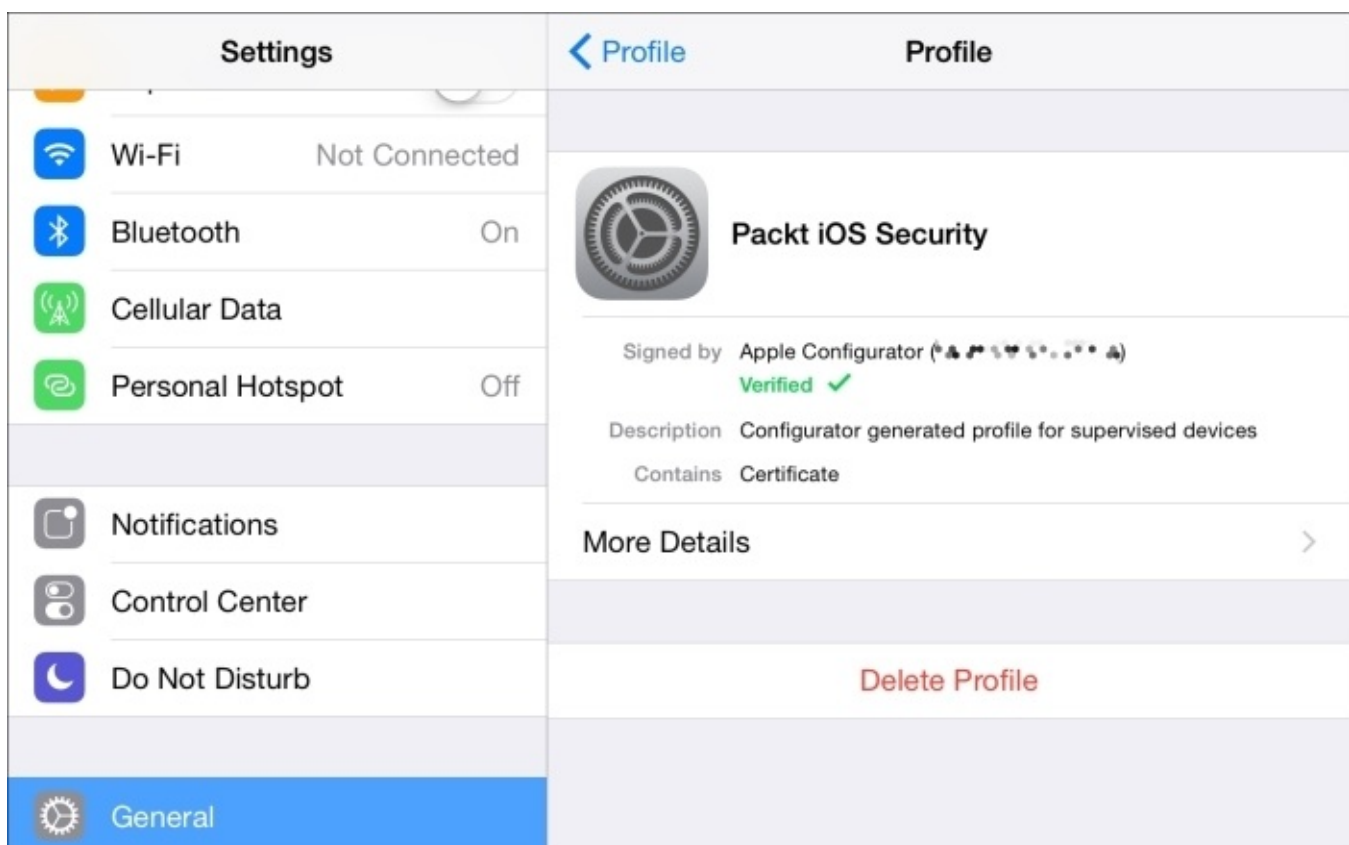 Settings
Wi-Fi Not Connected
Bluetooth On
Cellular Data
Personal Hotspot Off
Notifications
Control Center
Do Not Disturb
General
Profile Profile
Packt iOS Security
Signed by Apple Configurator (
Verified ✓
Description Configurator generated profile for supervised devices
Contains Certificate
More Details
Delete Profile